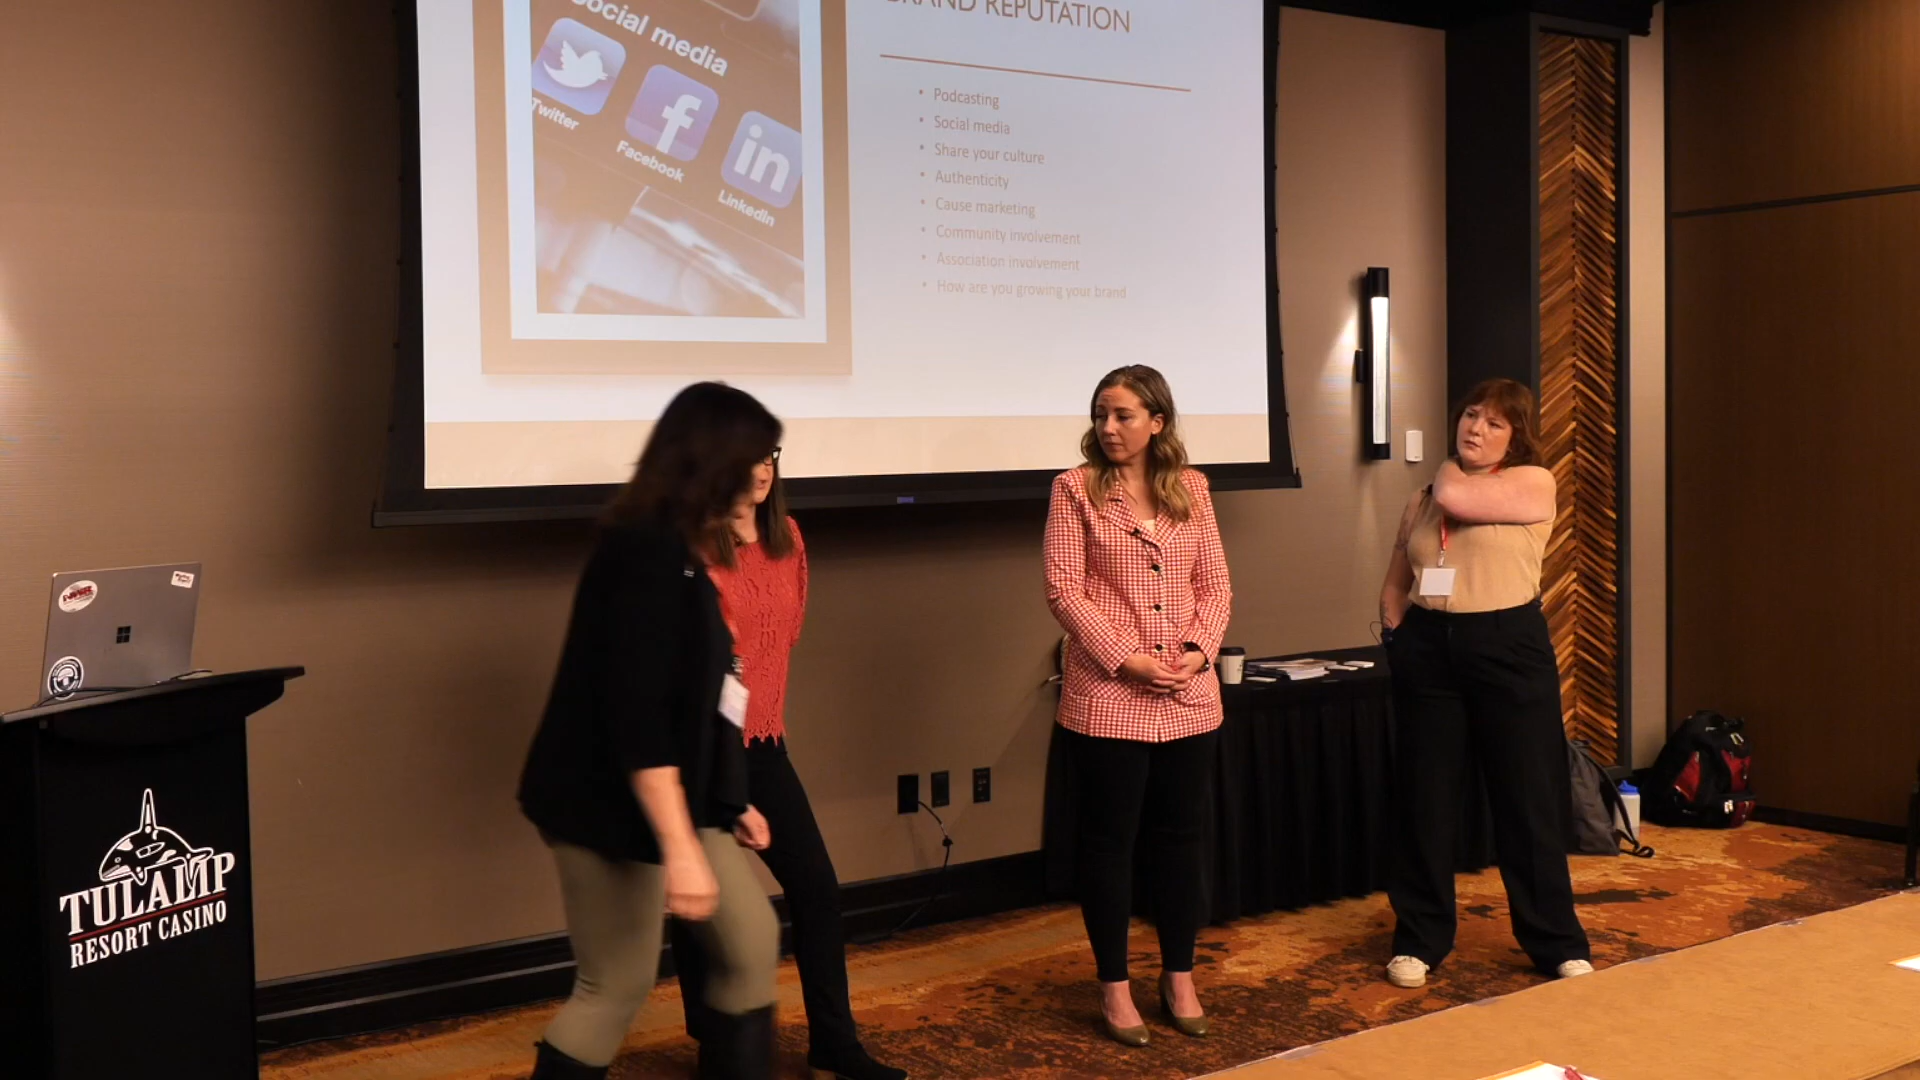 Social media
Twitter
Facebook
LinkedIn
BRAND REPUTATION
• Podcasting
• Social media
• Share your culture
• Authenticity
• Cause marketing
• Community involvement
• Association involvement
• How are you growing your brand
TULALIP
RESORT CASINO